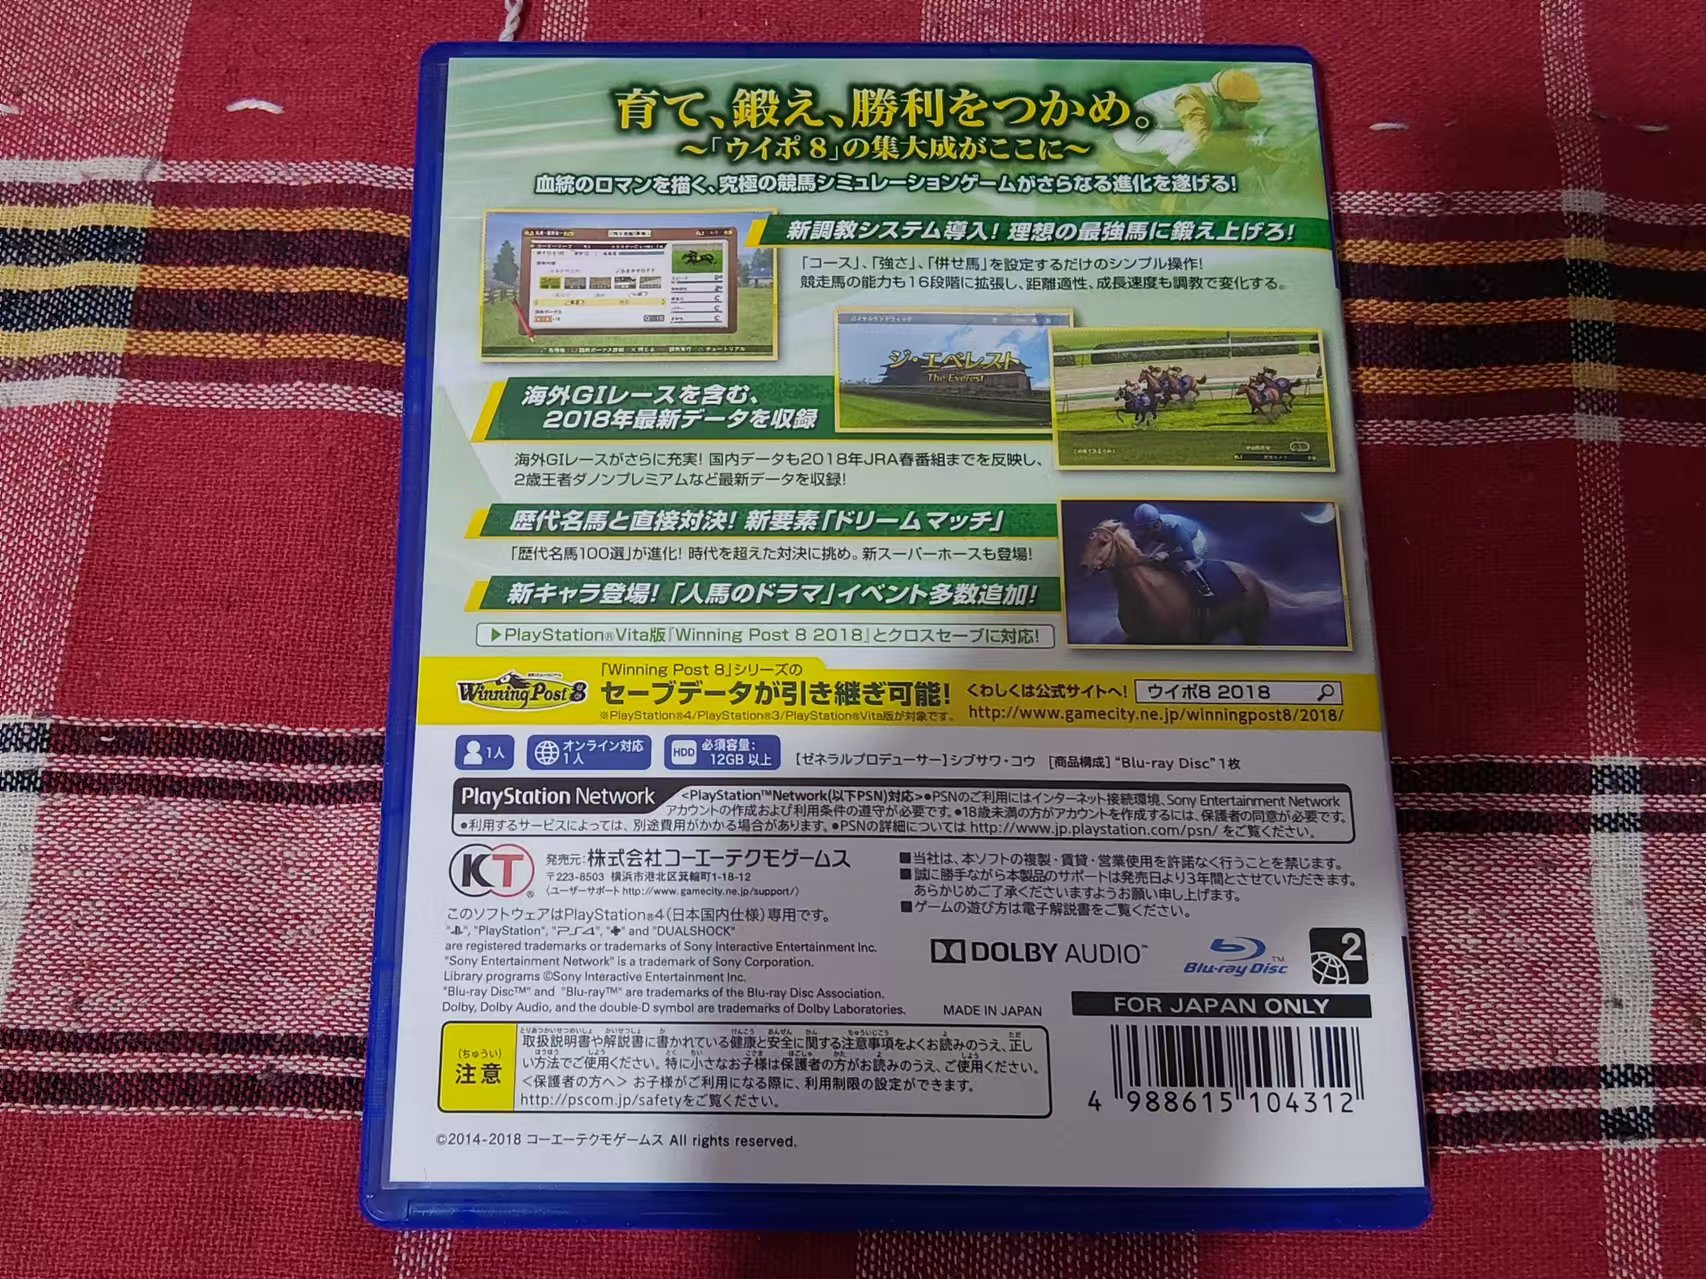 育て、鍛え、勝利をつかめ。
～「ウイポ 8」の集大成がここに～
血統のロマンを描く、究極の競馬シミュレーションゲームがさらなる進化を遂げる!
新調教システム導入! 理想の最強馬に鍛え上げろ!
「コース」、「強さ」、「併せ馬」を設定するだけのシンプル操作!
競走馬の能力も16段階に拡張し、距離適性、成長速度も調教で変化する。
ジ・エベレスト
The Everest
海外GIレースを含む、
2018年最新データを収録
海外GIレースがさらに充実! 国内データも2018年JRA春番組までを反映し、
2歳王者ダノンプレミアムなど最新データを収録!
歴代名馬と直接対決! 新要素「ドリームマッチ」
「歴代名馬100選」が進化! 時代を超えた対決に挑め。新スーパーホースも登場!
新キャラ登場! 「人馬のドラマ」イベント多数追加!
▶PlayStation®Vita版『Winning Post 8 2018』とクロスセーブに対応!
Winning Post 8
「Winning Post 8」シリーズの
セーブデータが引き継ぎ可能!
※PlayStation®4/PlayStation®3/PlayStation®Vita版が対象です。
くわしくは公式サイトへ! ウイポ8 2018
http://www.gamecity.ne.jp/winningpost8/2018/
1人
オンライン対応
1人
HDD 必須容量:
12GB 以上
【ゼネラルプロデューサー】シブサワ・コウ [商品構成] “Blu-ray Disc”1枚
PlayStation Network
<PlayStation™Network(以下PSN)対応>●PSNのご利用にはインターネット接続環境、Sony Entertainment Network
アカウントの作成および利用条件の遵守が必要です。●18歳未満の方がアカウントを作成するには、保護者の同意が必要です。
●利用するサービスによっては、別途費用がかかる場合があります。●PSNの詳細については http://www.jp.playstation.com/psn/ をご覧ください。
KT®
発売元: 株式会社コーエーテクモゲームス
〒223-8503 横浜市港北区箕輪町1-18-12
(ユーザーサポート http://www.gamecity.ne.jp/support/)
■当社は、本ソフトの複製・賃貸・営業使用を許諾なく行うことを禁じます。
■誠に勝手ながら本製品のサポートは発売日より3年間とさせていただきます。
あらかじめご了承くださいますようお願い申し上げます。
■ゲームの遊び方は電子解説書をご覧ください。
このソフトウェアはPlayStation®4(日本国内仕様)専用です。
"PlayStation", "PS4", and "DUALSHOCK"
are registered trademarks or trademarks of Sony Interactive Entertainment Inc.
"Sony Entertainment Network" is a trademark of Sony Corporation.
Library programs ©Sony Interactive Entertainment Inc.
"Blu-ray Disc™" and "Blu-ray™" are trademarks of the Blu-ray Disc Association.
Dolby, Dolby Audio, and the double-D symbol are trademarks of Dolby Laboratories.
DOLBY AUDIO™
Blu-ray Disc™
2
MADE IN JAPAN
FOR JAPAN ONLY
(ちゅうい)
注意
取扱説明書や解説書に書かれている健康と安全に関する注意事項をよくお読みのうえ、正し
い方法でご使用ください。特に小さなお子様は保護者の方がお読みのうえ、ご使用ください。
<保護者の方へ> お子様がご利用になる際に、利用制限の設定ができます。
http://pscom.jp/safetyをご覧ください。
4 988615 104312
©2014-2018 コーエーテクモゲームス All rights reserved.